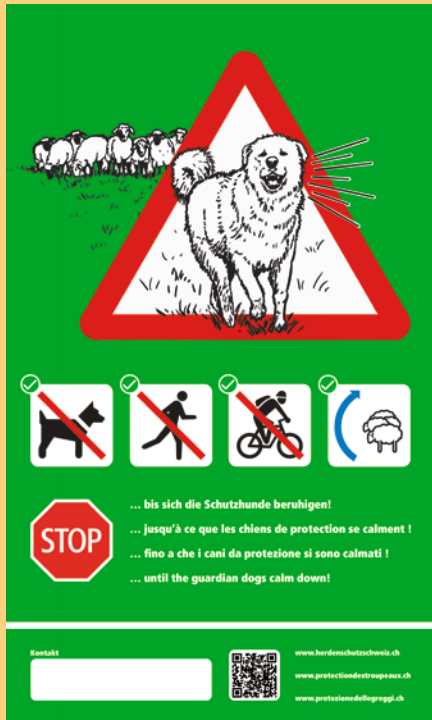 STOP
... bis sich die Schutzhunde beruhigen!
... jusqu'à ce que les chiens de protection se calment !
... fino a che i cani da protezione si sono calmati !
... until the guardian dogs calm down!
Kontakt
www.herdenschutzschweiz.ch
www.protectiondestroupeaux.ch
www.protezionedellegreggi.ch